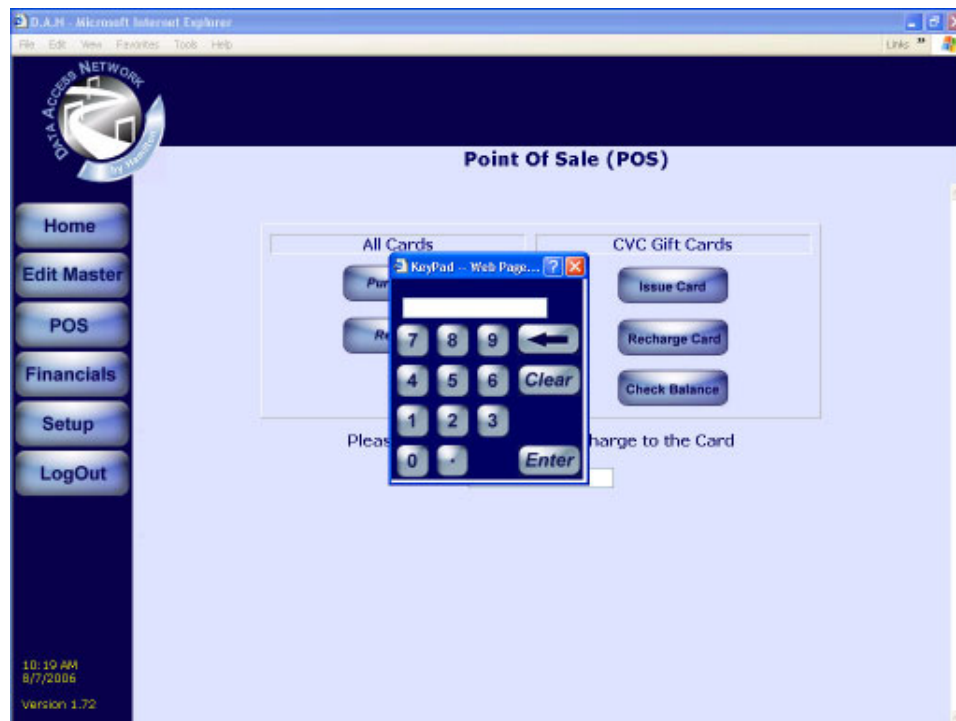 D.A.N - Microsoft Internet Explorer
File Edit View Favorites Tools Help
Links »
DATA ACCESS NETWORK
by Hamilton
Point Of Sale (POS)
Home
Edit Master
POS
Financials
Setup
LogOut
All Cards
CVC Gift Cards
Issue Card
Recharge Card
Check Balance
KeyPad -- Web Page...
7 8 9
4 5 6 Clear
1 2 3
0 . Enter
to the Card
10:19 AM
8/7/2006
Version 1.72